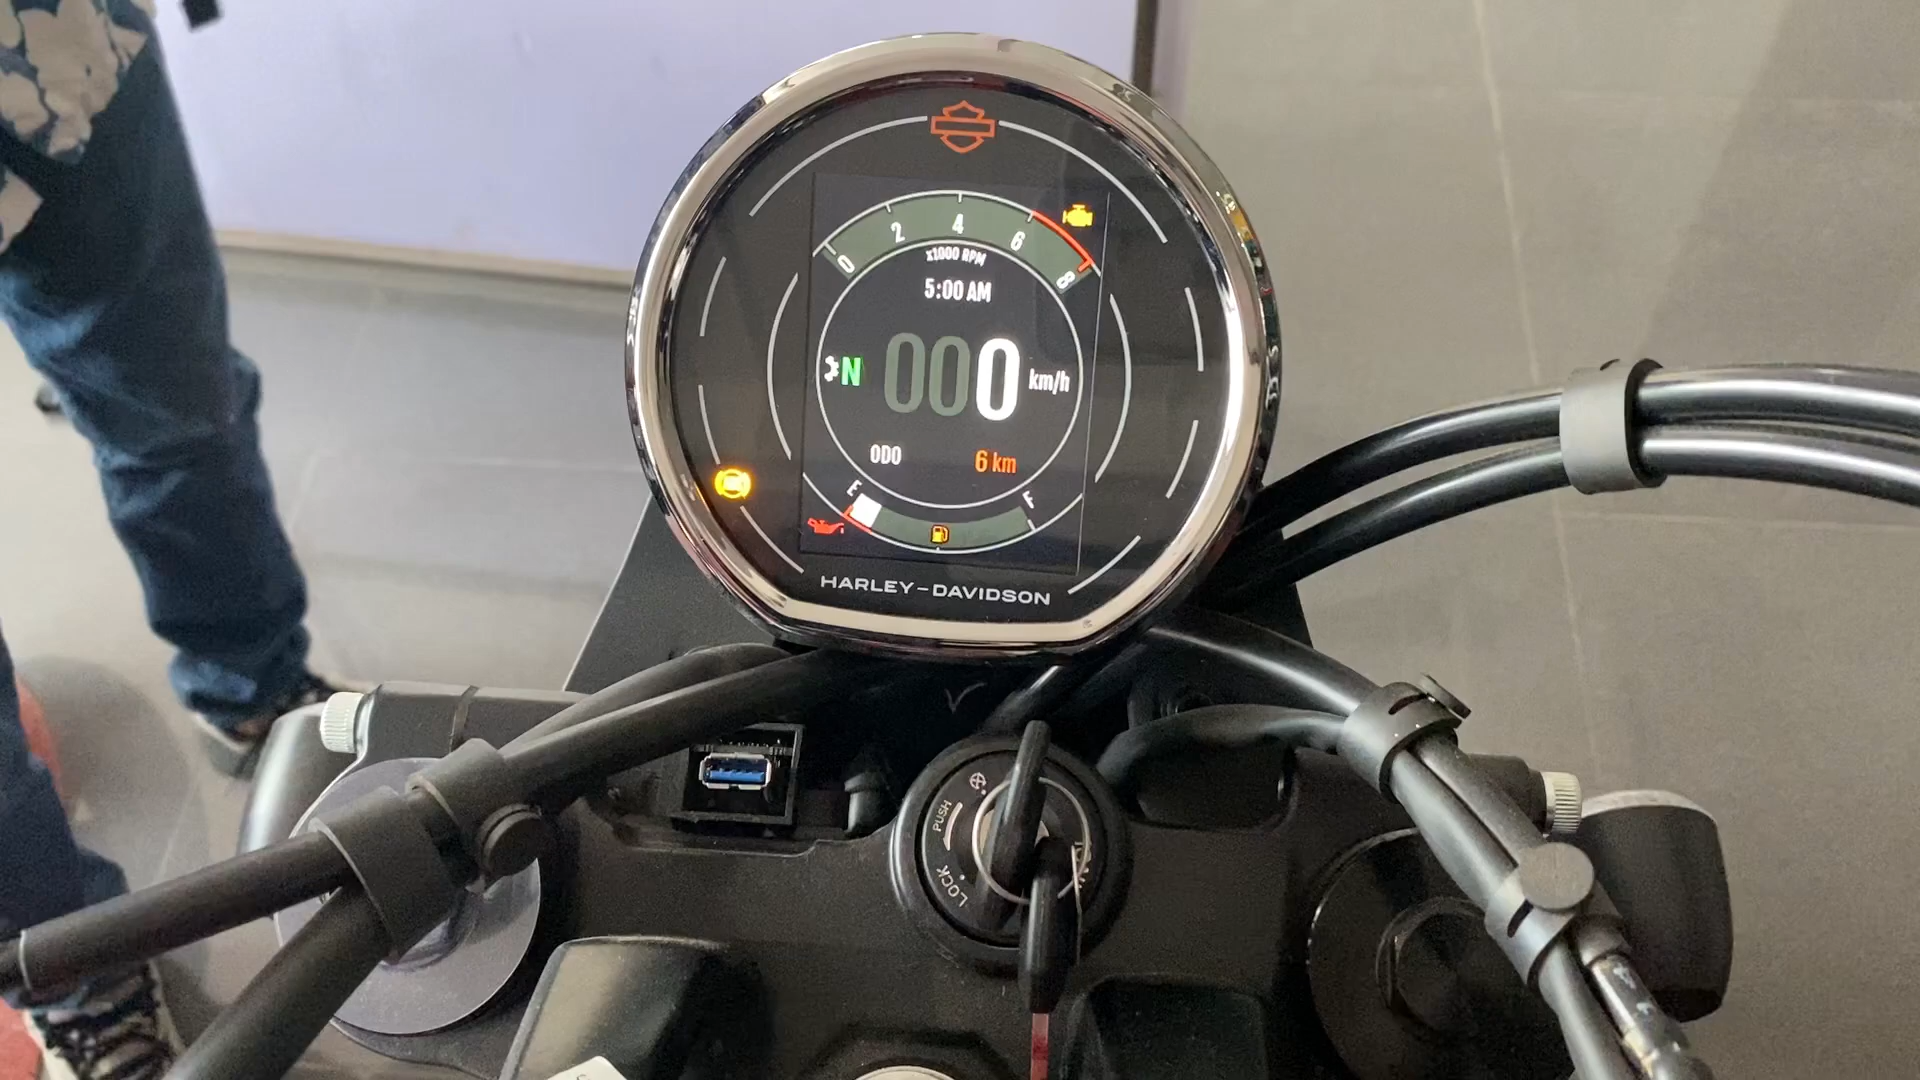 0 2 4 6 8
x1000 RPM
5:00 AM
N 000 km/h
ODO 6 km
E F
HARLEY-DAVIDSON
PUSH
LOCK